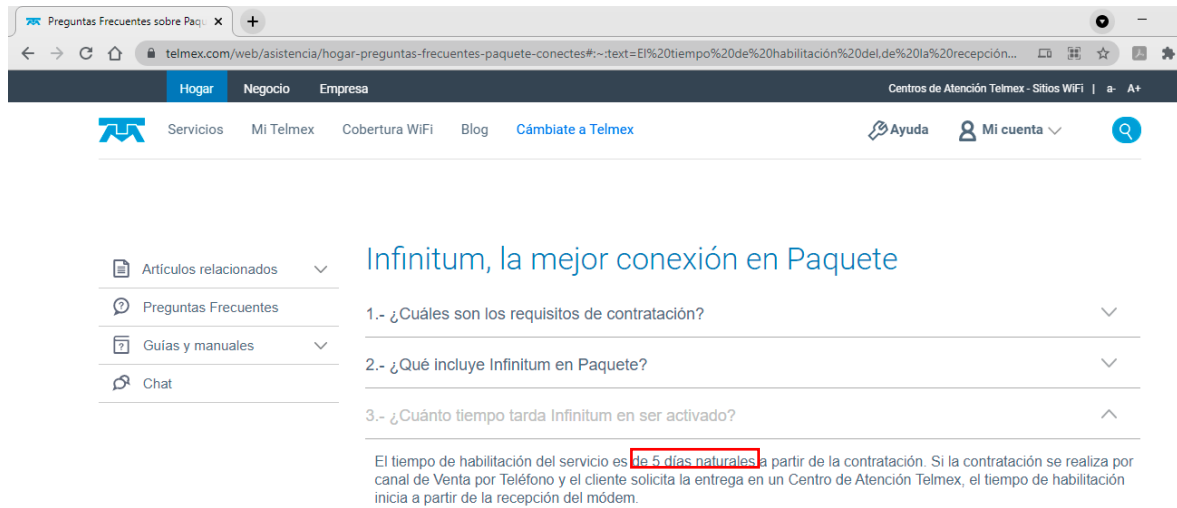 Preguntas Frecuentes sobre Paqu
telmex.com/web/asistencia/hogar-preguntas-frecuentes-paquete-conectes#:~:text=El%20tiempo%20de%20habilitación%20del,de%20la%20recepción...
Hogar Negocio Empresa Centros de Atención Telmex - Sitios WiFi | a- A+
Servicios Mi Telmex Cobertura WiFi Blog Cámbiate a Telmex Ayuda Mi cuenta
Infinitum, la mejor conexión en Paquete
Artículos relacionados
Preguntas Frecuentes
Guías y manuales
Chat
1.- ¿Cuáles son los requisitos de contratación?
2.- ¿Qué incluye Infinitum en Paquete?
3.- ¿Cuánto tiempo tarda Infinitum en ser activado?
El tiempo de habilitación del servicio es de 5 días naturales a partir de la contratación. Si la contratación se realiza por
canal de Venta por Teléfono y el cliente solicita la entrega en un Centro de Atención Telmex, el tiempo de habilitación
inicia a partir de la recepción del módem.